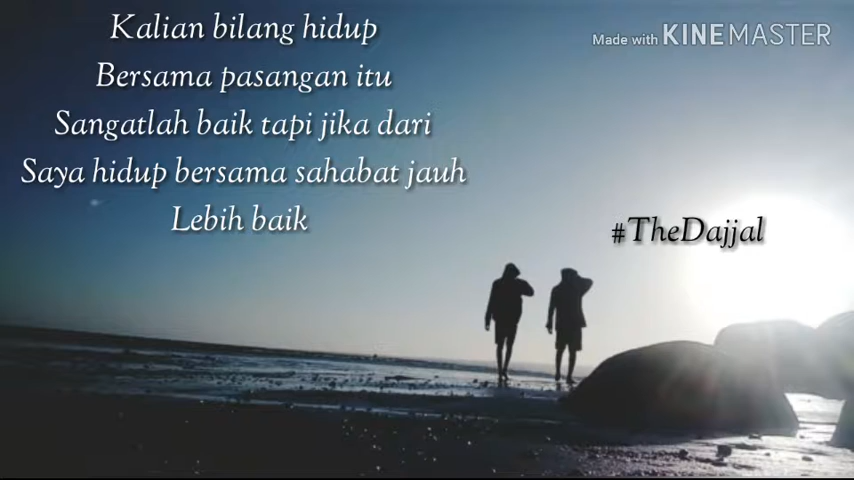 Kalian bilang hidup
Bersama pasangan itu
Sangatlah baik tapi jika dari
Saya hidup bersama sahabat jauh
Lebih baik
Made with KINEMASTER
#TheDajjal